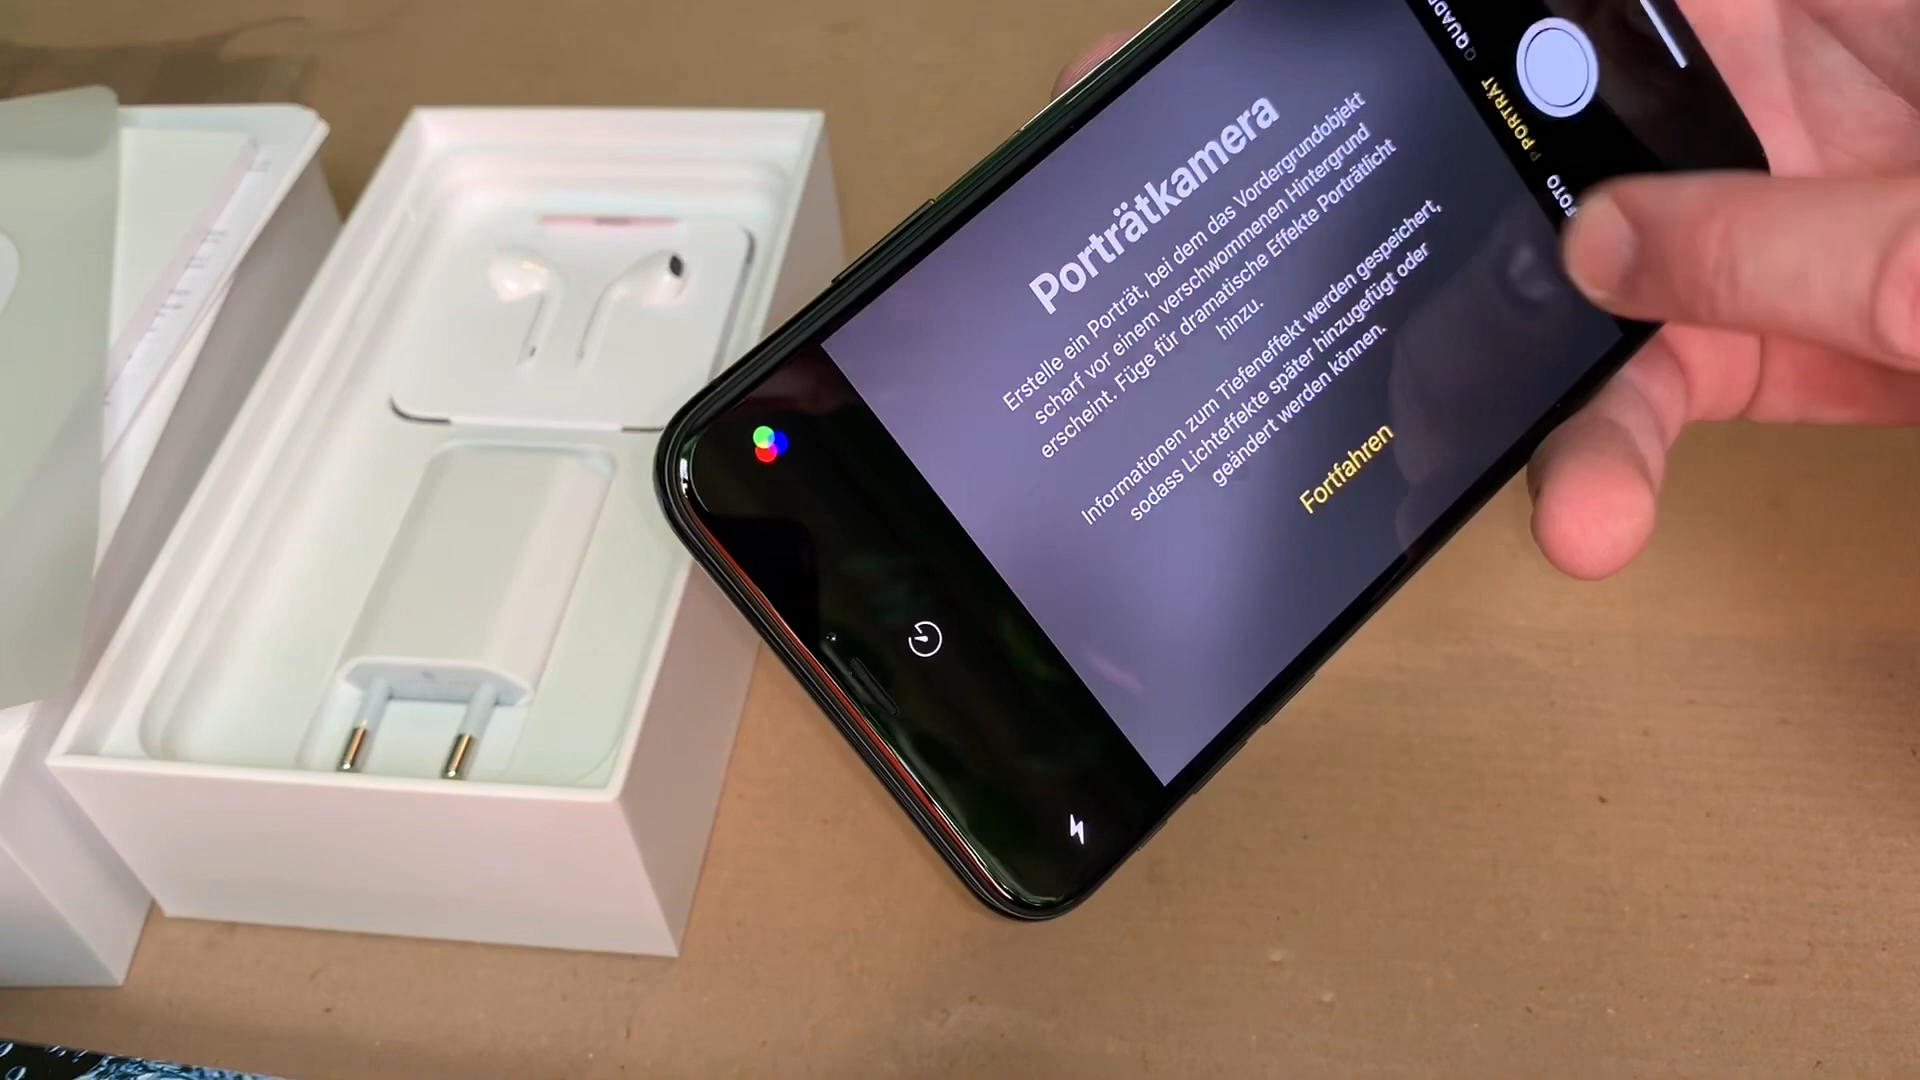 Porträtkamera
Erstelle ein Porträt, bei dem das Vordergrundobjekt
scharf vor einem verschwommenen Hintergrund
erscheint. Füge für dramatische Effekte Porträtlicht
hinzu.
Informationen zum Tiefeneffekt werden gespeichert,
sodass Lichteffekte später hinzugefügt oder
geändert werden können.
Fortfahren
FOTO
PORTRÄT